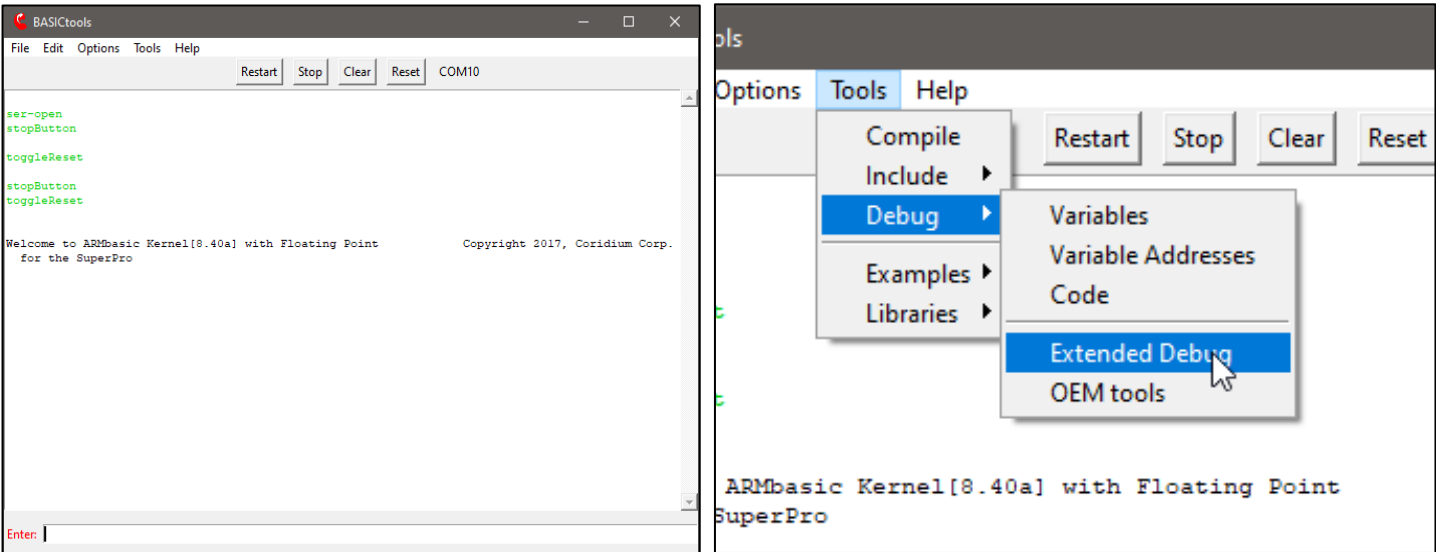 BASICtools
File Edit Options Tools Help
Restart Stop Clear Reset COM10
ser-open
stopButton
toggleReset
stopButton
toggleReset
Welcome to ARMbasic Kernel[8.40a] with Floating Point Copyright 2017, Coridium Corp.
for the SuperPro
Enter:
ols
Options Tools Help
Restart Stop Clear Reset
Compile
Include
Debug
Examples
Libraries
Variables
Variable Addresses
Code
Extended Debug
OEM tools
t
t
ARMbasic Kernel[8.40a] with Floating Point
SuperPro